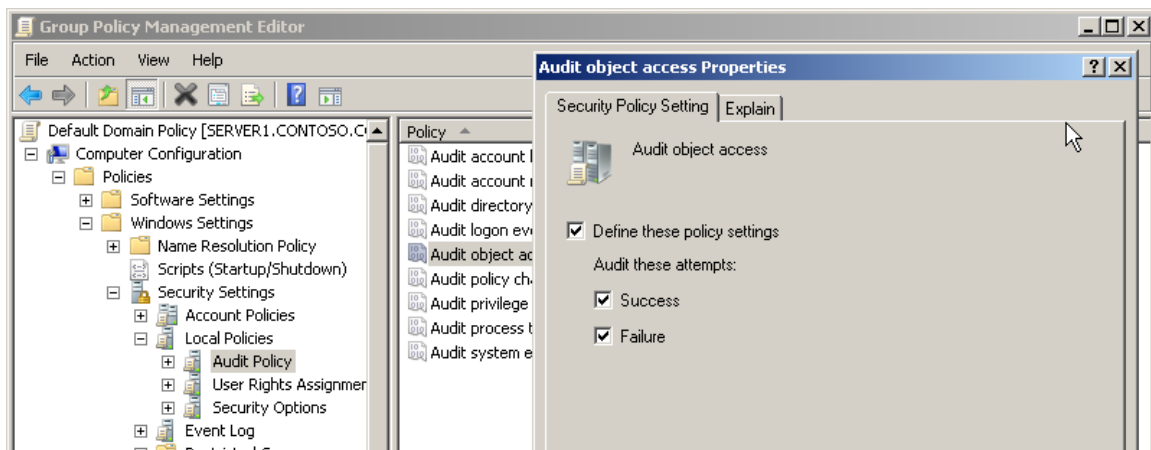 Group Policy Management Editor
File Action View Help
Default Domain Policy [SERVER1.CONTOSO.C
Computer Configuration
Policies
Software Settings
Windows Settings
Name Resolution Policy
Scripts (Startup/Shutdown)
Security Settings
Account Policies
Local Policies
Audit Policy
User Rights Assignmer
Security Options
Event Log
Policy
Audit account l
Audit account
Audit directory
Audit logon eve
Audit object ac
Audit policy ch
Audit privilege
Audit process t
Audit system e
Audit object access Properties
Security Policy Setting Explain
Audit object access
Define these policy settings
Audit these attempts:
Success
Failure